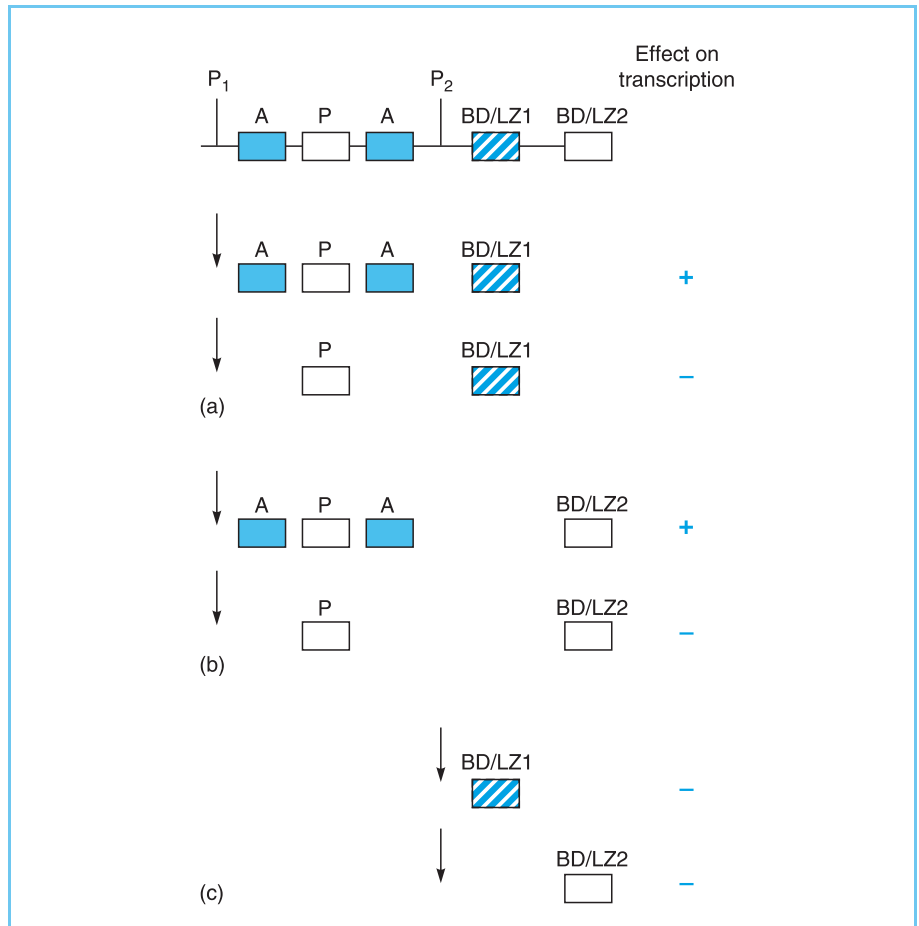 Effect on
transcription
P1 P2
A P A BD/LZ1 BD/LZ2
A P A BD/LZ1
+
P BD/LZ1
–
(a)
A P A BD/LZ2
+
P BD/LZ2
–
(b)
BD/LZ1
–
BD/LZ2
–
(c)